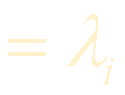 = λᵢ